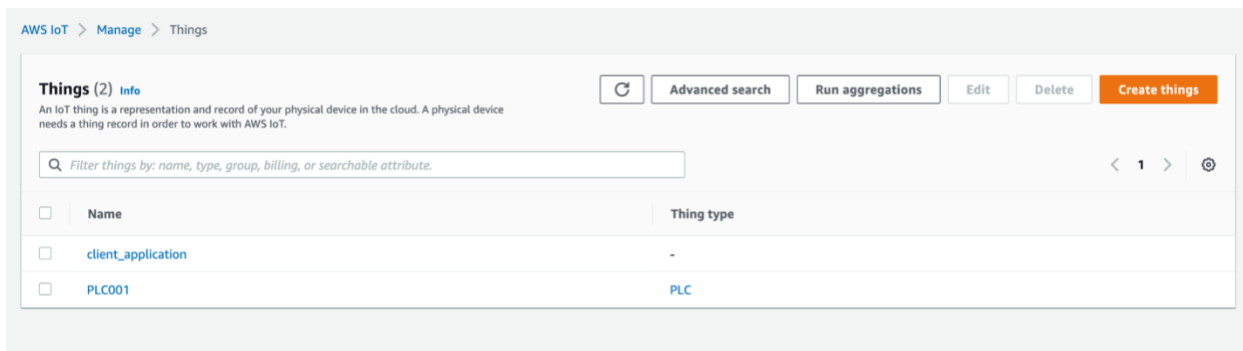 AWS IoT > Manage > Things
Things (2) Info
Advanced search
Run aggregations
Edit
Delete
Create things
An IoT thing is a representation and record of your physical device in the cloud. A physical device
needs a thing record in order to work with AWS IoT.
Filter things by: name, type, group, billing, or searchable attribute.
< 1 >
Name Thing type
client_application -
PLC001 PLC